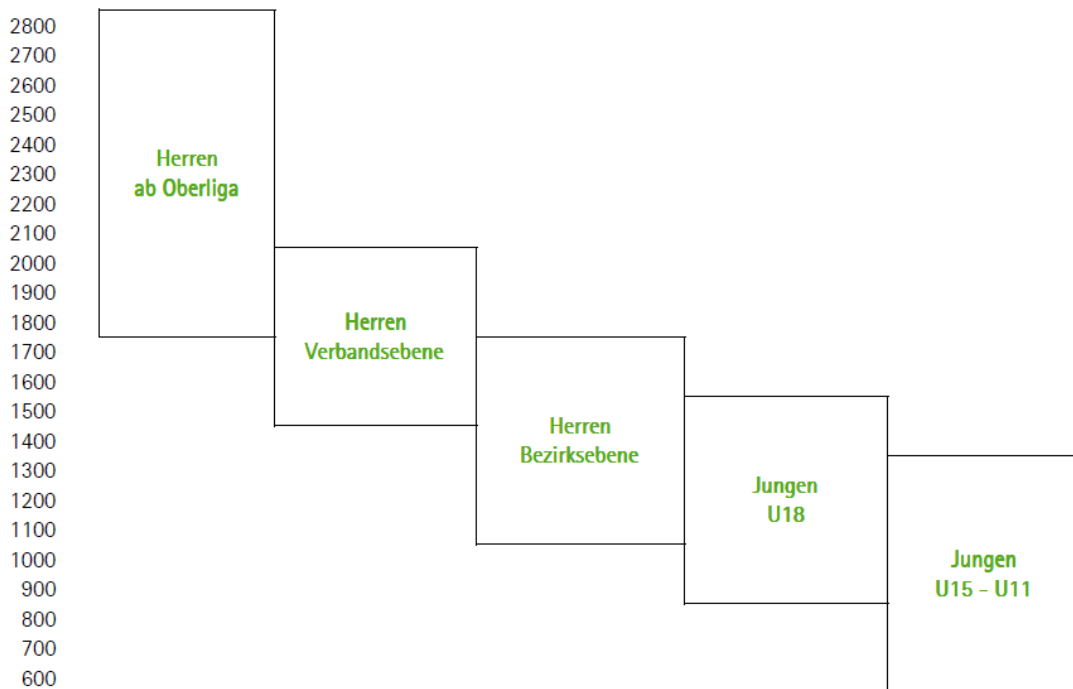 2800
2700
2600
2500
2400
2300
2200
2100
2000
1900
1800
1700
1600
1500
1400
1300
1200
1100
1000
900
800
700
600
Herren
ab Oberliga
Herren
Verbandsebene
Herren
Bezirksebene
Jungen
U18
Jungen
U15 - U11